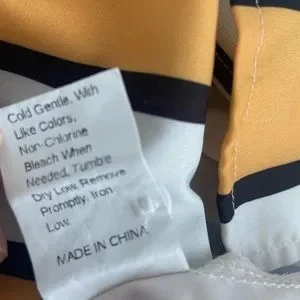 Cold Gentle, With
Like Colors,
Non-Chlorine
Bleach When
Needed, Tumble
Dry Low, Remove
Promptly, Iron
Low.
MADE IN CHINA